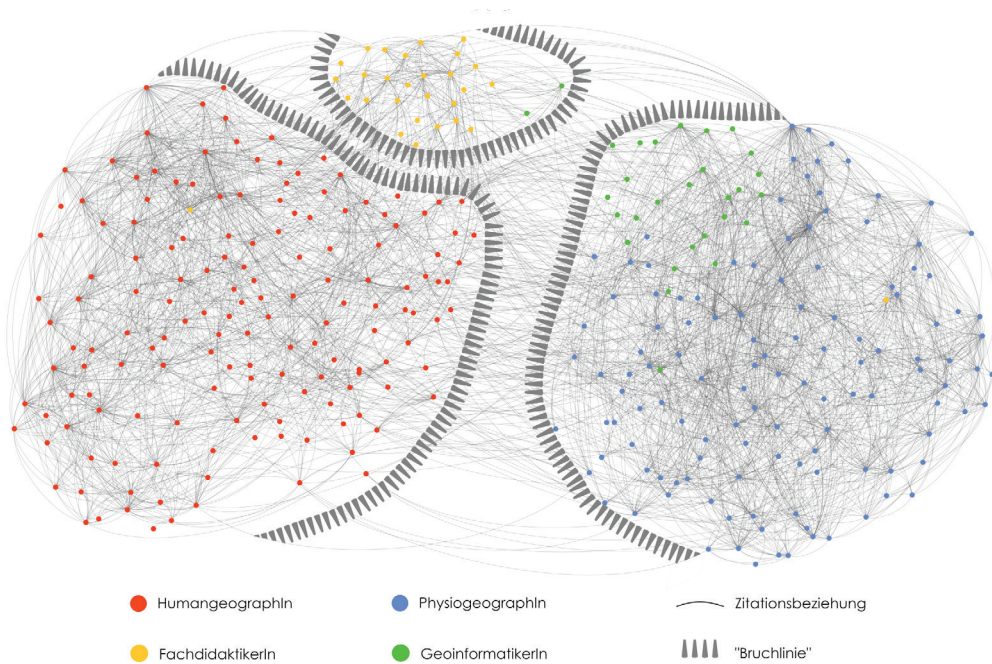 HumangeographIn
PhysiogeographIn
Zitationsbeziehung
FachdidaktikerIn
GeoinformatikerIn
"Bruchlinie"